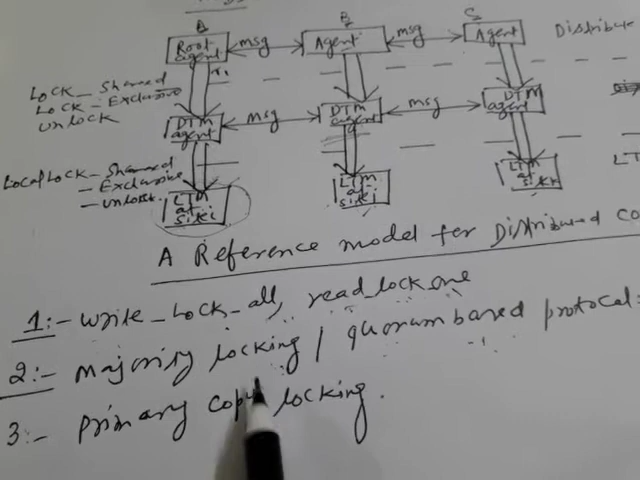 A B C
Root agent msg Agent msg Agent Distribute
Lock - Shared
Lock - Exclusive
unlock
DTM agent msg DTM agent msg DTM agent
Local Lock - Shared
- Exclusive
- unlock.
LTM at site i LTM at site j LTM at site k LT
A Reference model for Distributed Co
1:- write_Lock_all, read_lock_one
2:- majority locking / quorum based protocal:
3:- primary copy locking.